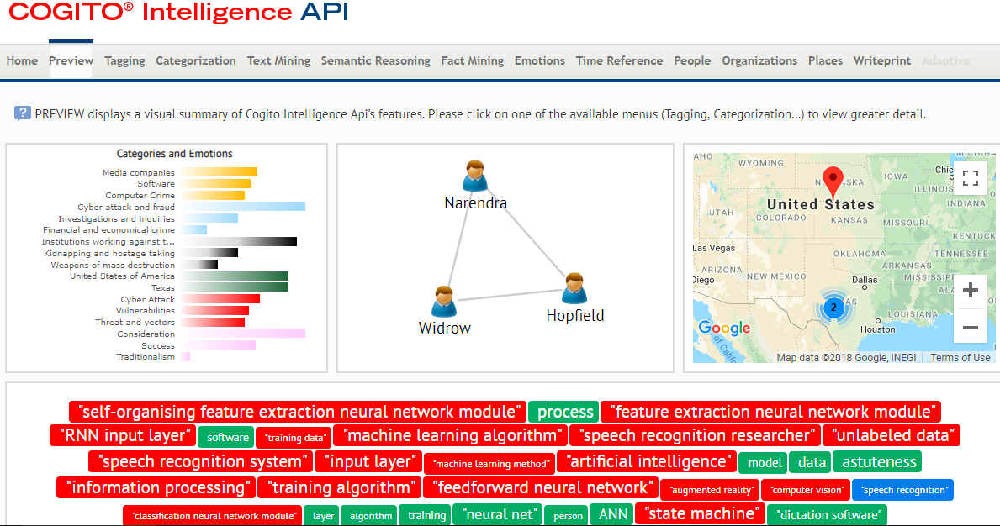 COGITO® Intelligence API
Home Preview Tagging Categorization Text Mining Semantic Reasoning Fact Mining Emotions Time Reference People Organizations Places Writeprint Adaptive
? PREVIEW displays a visual summary of Cogito Intelligence Api's features. Please click on one of the available menus (Tagging, Categorization...) to view greater detail.
Categories and Emotions
Media companies
Software
Computer Crime
Cyber attack and fraud
Investigations and inquiries
Financial and economical crime
Institutions working against t...
Kidnapping and hostage taking
Weapons of mass destruction
United States of America
Texas
Cyber Attack
Vulnerabilities
Threat and vectors
Consideration
Success
Traditionalism
Narendra
Widrow
Hopfield
AHO
WYOMING
MICHIGA
IOWA
Chic
ILLINOIS
INDIANA
United States
UTAH
COLORADO
KANSAS
MISSOURI
KENTUCK
Las Vegas
OKLAHOMA
TENNESSEE
ARIZONA
NEW MEXICO
ARKANSAS
MISSISSIP
Diego
Dallas
ALA
2
AS
LOUISIANA
Houston
Google
f Calif
+
−
Map data ©2018 Google, INEGI Terms of Use
"self-organising feature extraction neural network module" process "feature extraction neural network module"
"RNN input layer" software "training data" "machine learning algorithm" "speech recognition researcher" "unlabeled data"
"speech recognition system" "input layer" "machine learning method" "artificial intelligence" model data astuteness
"information processing" "training algorithm" "feedforward neural network" "augmented reality" "computer vision" "speech recognition"
"classification neural network module" layer algorithm training "neural net" person ANN "state machine" "dictation software"